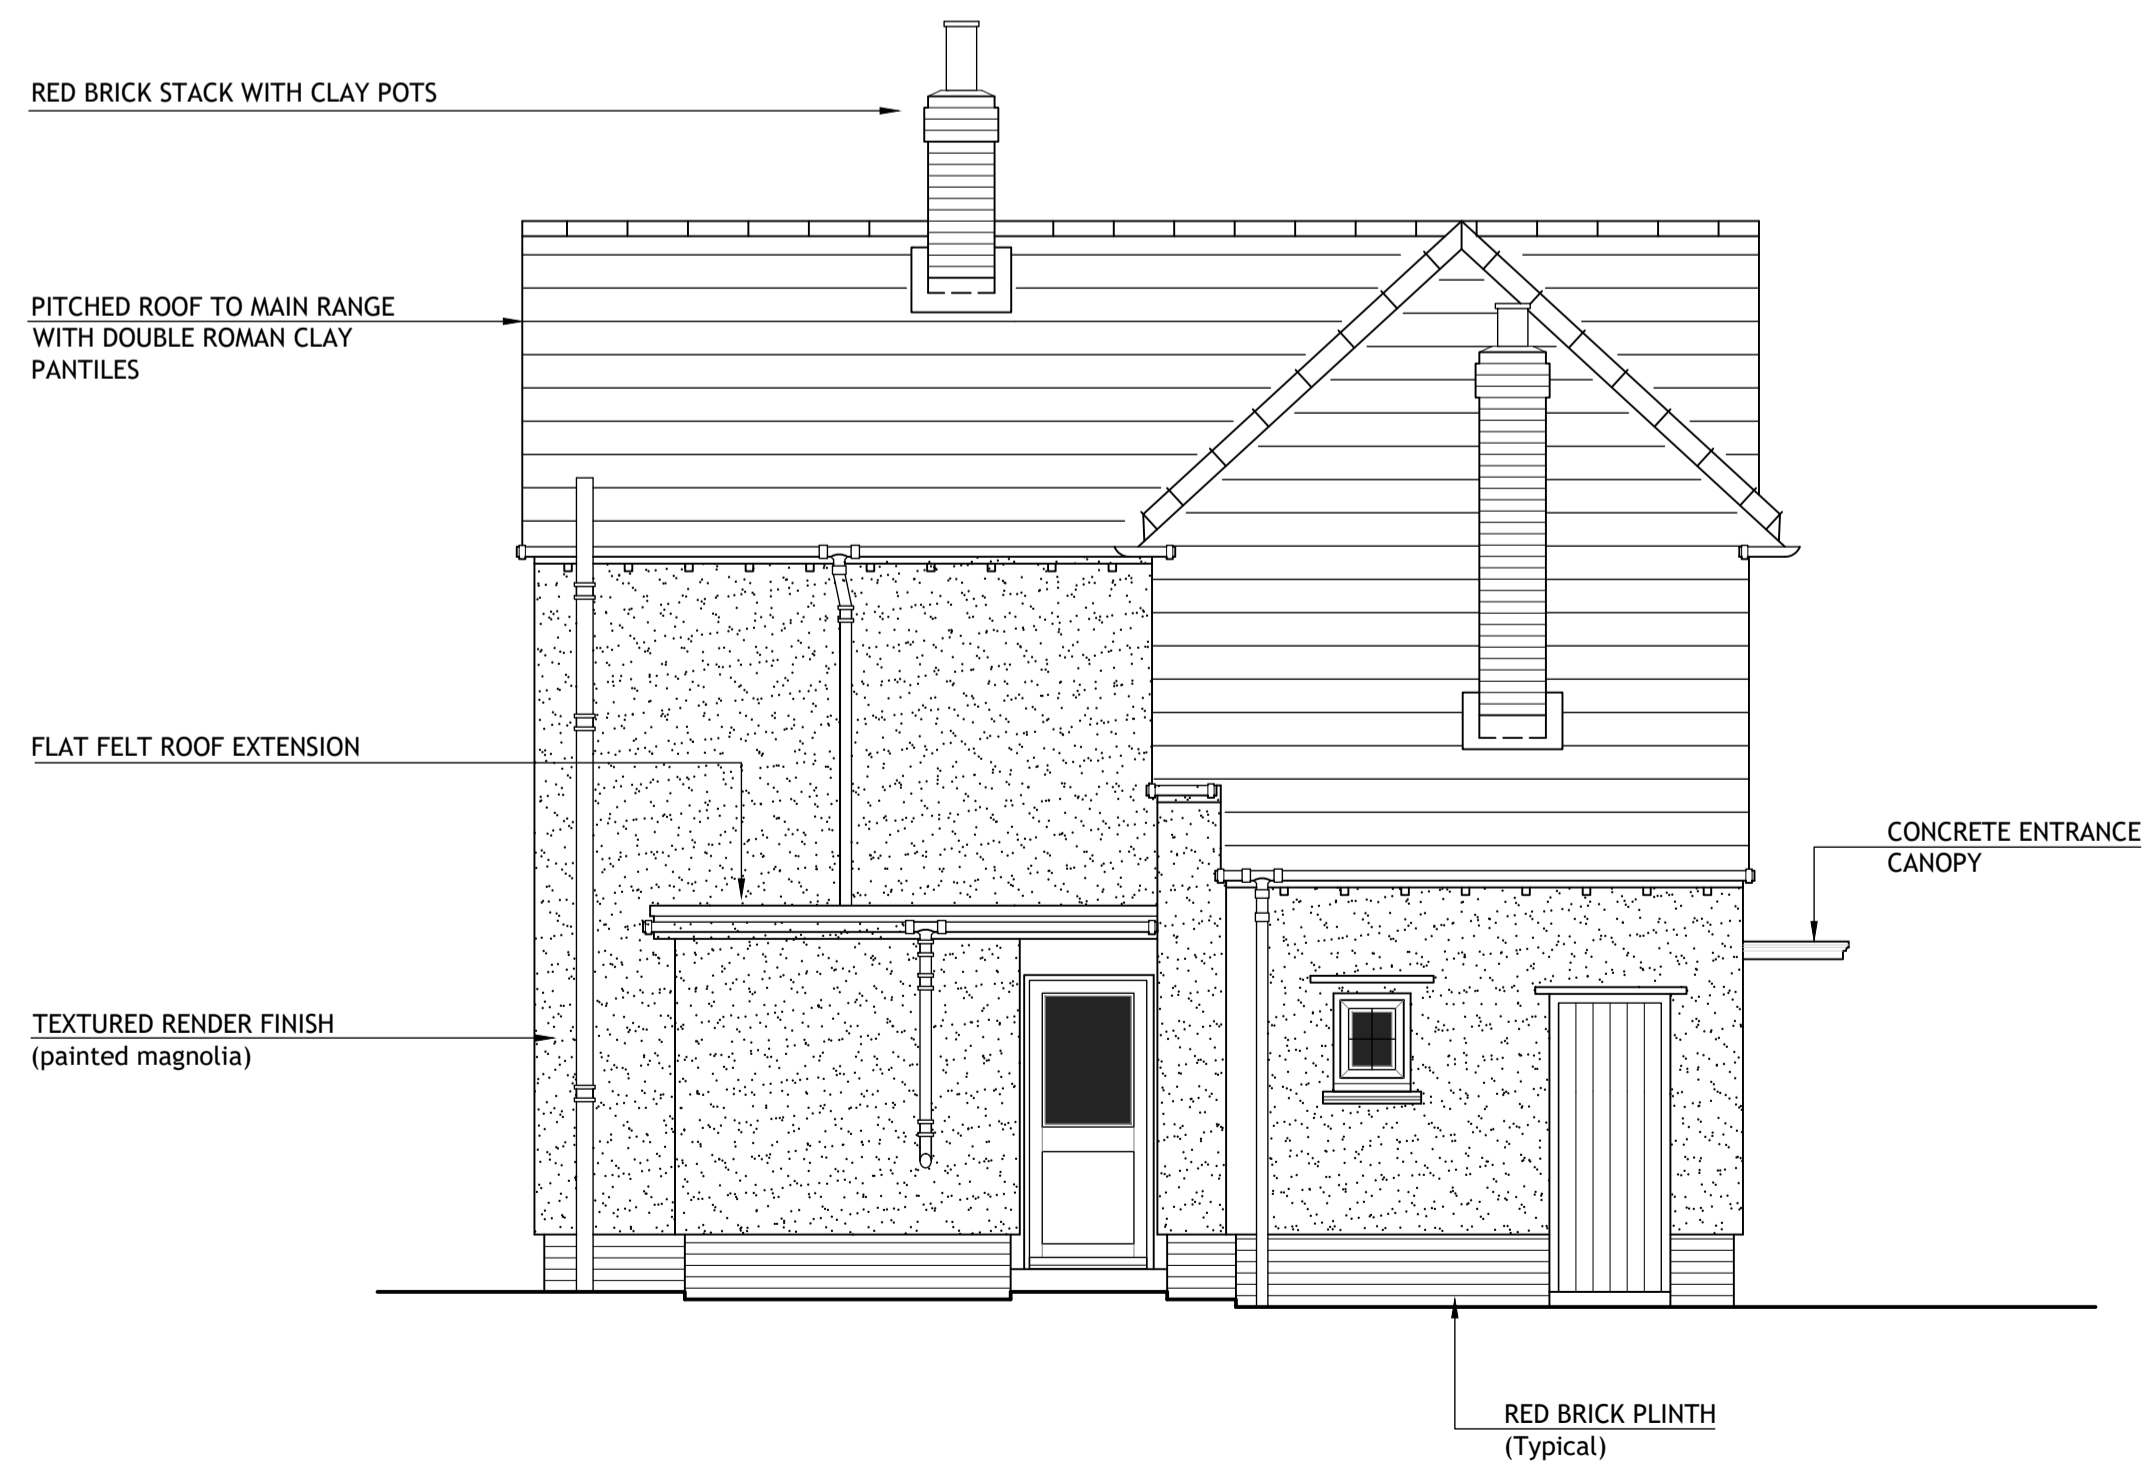 RED BRICK STACK WITH CLAY POTS
PITCHED ROOF TO MAIN RANGE
WITH DOUBLE ROMAN CLAY
PANTILES
FLAT FELT ROOF EXTENSION
CONCRETE ENTRANCE
CANOPY
TEXTURED RENDER FINISH
(painted magnolia)
RED BRICK PLINTH
(Typical)